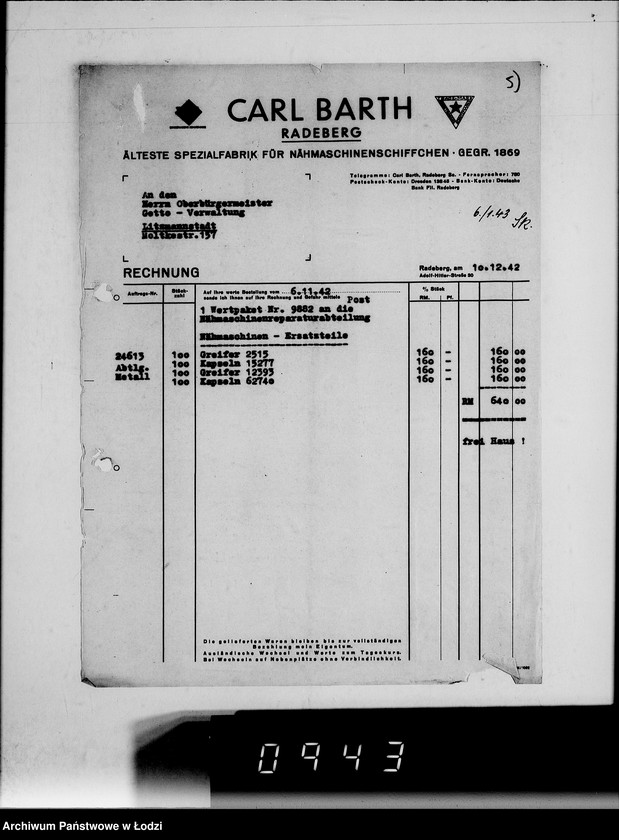 5)
CARL BARTH
RADEBERG
ÄLTESTE SPEZIALFABRIK FÜR NÄHMASCHINENSCHIFFCHEN · GEGR. 1869
Telegramme: Carl Barth, Radeberg Sa. - Fernsprecher: 760
Postscheck-Konto: Dresden 13640 - Bank-Konto: Deutsche
Bank Fil. Radeberg
An den
Herrn Oberbürgermeister
Getto - Verwaltung
Litzmannstadt
Moltkestr.157
6/1.43
RECHNUNG
Radeberg, am 10.12.42
Adolf-Hitler-Straße 50
Auftrags-Nr.
Stück-
zahl
Auf Ihre werte Bestellung vom 6.11.42
sende ich Ihnen auf Ihre Rechnung und Gefahr mittels Post
% Stück
RM. Pf.
1 Wertpaket Nr. 9882 an die
Nähmaschinenreparaturabteilung
Nähmaschinen - Ersatzteile
24613 100 Greifer 2515 160 - 160 00
Abtlg. 100 Kapseln 15277 160 - 160 00
Metall 100 Greifer 12393 160 - 160 00
100 Kapseln 62740 160 - 160 00
RM 640 00
frei Haus !
Die gelieferten Waren bleiben bis zur vollständigen
Bezahlung mein Eigentum.
Ausländische Wechsel und Werte zum Tageskurs.
Bei Wechseln auf Nebenplätze ohne Verbindlichkeit.
0943
Archiwum Państwowe w Łodzi